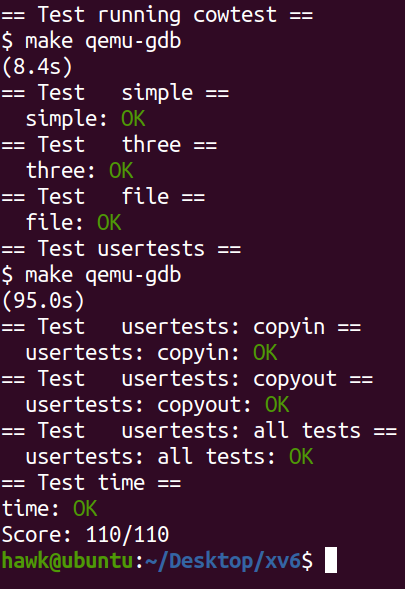 == Test running cowtest ==
$ make qemu-gdb
(8.4s)
== Test   simple ==
  simple: OK
== Test   three ==
  three: OK
== Test   file ==
  file: OK
== Test usertests ==
$ make qemu-gdb
(95.0s)
== Test   usertests: copyin ==
  usertests: copyin: OK
== Test   usertests: copyout ==
  usertests: copyout: OK
== Test   usertests: all tests ==
  usertests: all tests: OK
== Test time ==
time: OK
Score: 110/110
hawk@ubuntu:~/Desktop/xv6$